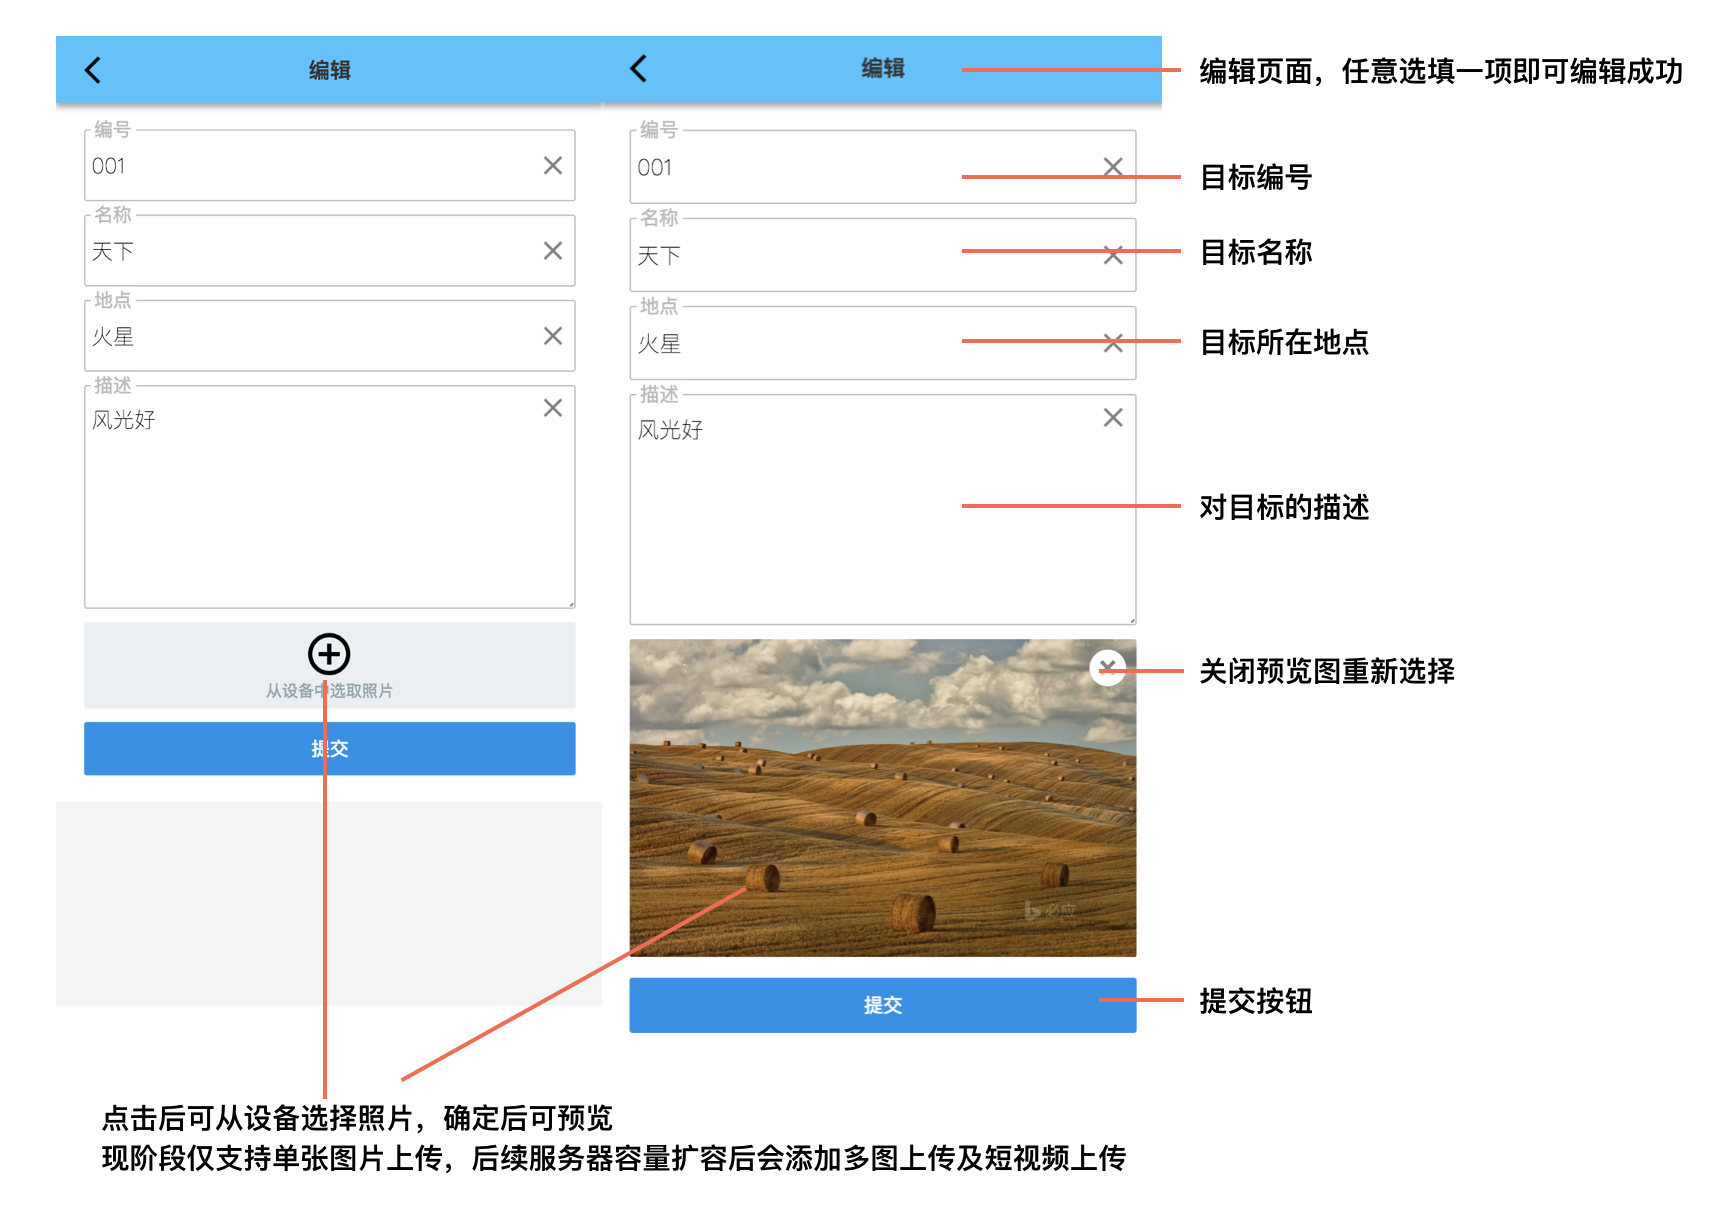 编辑
编号
001
名称
天下
地点
火星
描述
风光好
从设备中选取照片
提交
编辑
编号
001
名称
天下
地点
火星
描述
风光好
必应
提交
编辑页面，任意选填一项即可编辑成功
目标编号
目标名称
目标所在地点
对目标的描述
关闭预览图重新选择
提交按钮
点击后可从设备选择照片，确定后可预览
现阶段仅支持单张图片上传，后续服务器容量扩容后会添加多图上传及短视频上传